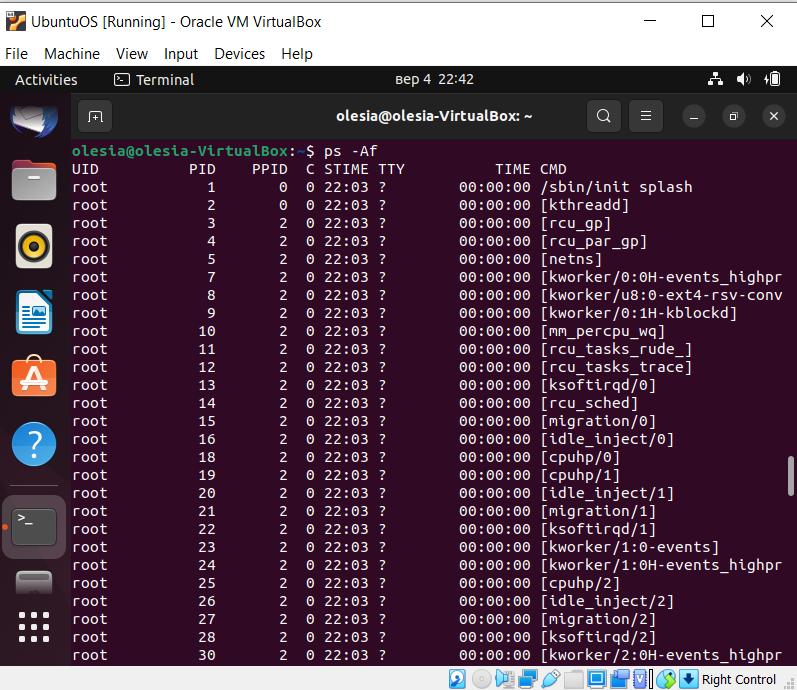 UbuntuOS [Running] - Oracle VM VirtualBox
File Machine View Input Devices Help
Activities Terminal вер 4 22:42
olesia@olesia-VirtualBox: ~
olesia@olesia-VirtualBox:~$ ps -Af
UID PID PPID C STIME TTY TIME CMD
root 1 0 0 22:03 ? 00:00:00 /sbin/init splash
root 2 0 0 22:03 ? 00:00:00 [kthreadd]
root 3 2 0 22:03 ? 00:00:00 [rcu_gp]
root 4 2 0 22:03 ? 00:00:00 [rcu_par_gp]
root 5 2 0 22:03 ? 00:00:00 [netns]
root 7 2 0 22:03 ? 00:00:00 [kworker/0:0H-events_highpr
root 8 2 0 22:03 ? 00:00:00 [kworker/u8:0-ext4-rsv-conv
root 9 2 0 22:03 ? 00:00:00 [kworker/0:1H-kblockd]
root 10 2 0 22:03 ? 00:00:00 [mm_percpu_wq]
root 11 2 0 22:03 ? 00:00:00 [rcu_tasks_rude_]
root 12 2 0 22:03 ? 00:00:00 [rcu_tasks_trace]
root 13 2 0 22:03 ? 00:00:00 [ksoftirqd/0]
root 14 2 0 22:03 ? 00:00:00 [rcu_sched]
root 15 2 0 22:03 ? 00:00:00 [migration/0]
root 16 2 0 22:03 ? 00:00:00 [idle_inject/0]
root 18 2 0 22:03 ? 00:00:00 [cpuhp/0]
root 19 2 0 22:03 ? 00:00:00 [cpuhp/1]
root 20 2 0 22:03 ? 00:00:00 [idle_inject/1]
root 21 2 0 22:03 ? 00:00:00 [migration/1]
root 22 2 0 22:03 ? 00:00:00 [ksoftirqd/1]
root 23 2 0 22:03 ? 00:00:00 [kworker/1:0-events]
root 24 2 0 22:03 ? 00:00:00 [kworker/1:0H-events_highpr
root 25 2 0 22:03 ? 00:00:00 [cpuhp/2]
root 26 2 0 22:03 ? 00:00:00 [idle_inject/2]
root 27 2 0 22:03 ? 00:00:00 [migration/2]
root 28 2 0 22:03 ? 00:00:00 [ksoftirqd/2]
root 30 2 0 22:03 ? 00:00:00 [kworker/2:0H-events_highpr
Right Control